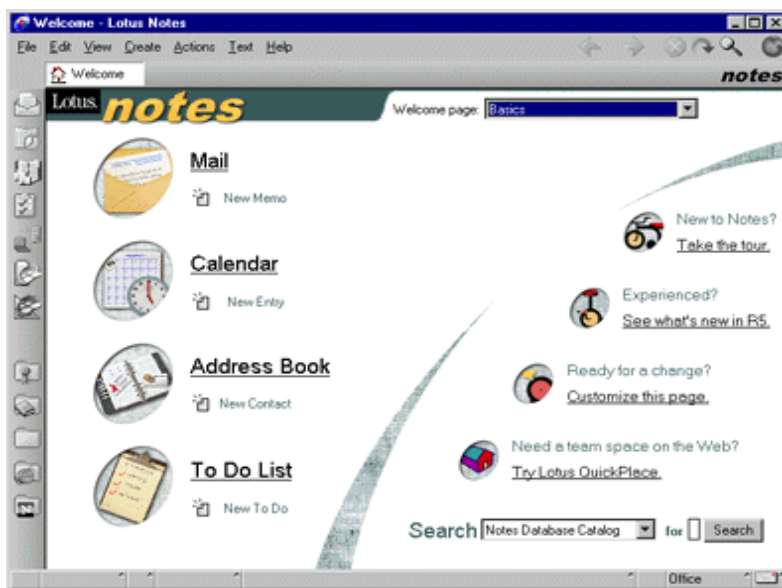 Welcome - Lotus Notes
File Edit View Create Actions Text Help
Welcome
notes
Lotus. notes
Welcome page: Basics
Mail
New Memo
New to Notes?
Take the tour.
Calendar
New Entry
Experienced?
See what's new in R5.
Address Book
New Contact
Ready for a change?
Customize this page.
To Do List
New To Do
Need a team space on the Web?
Try Lotus QuickPlace.
Search Notes Database Catalog for Search
Office